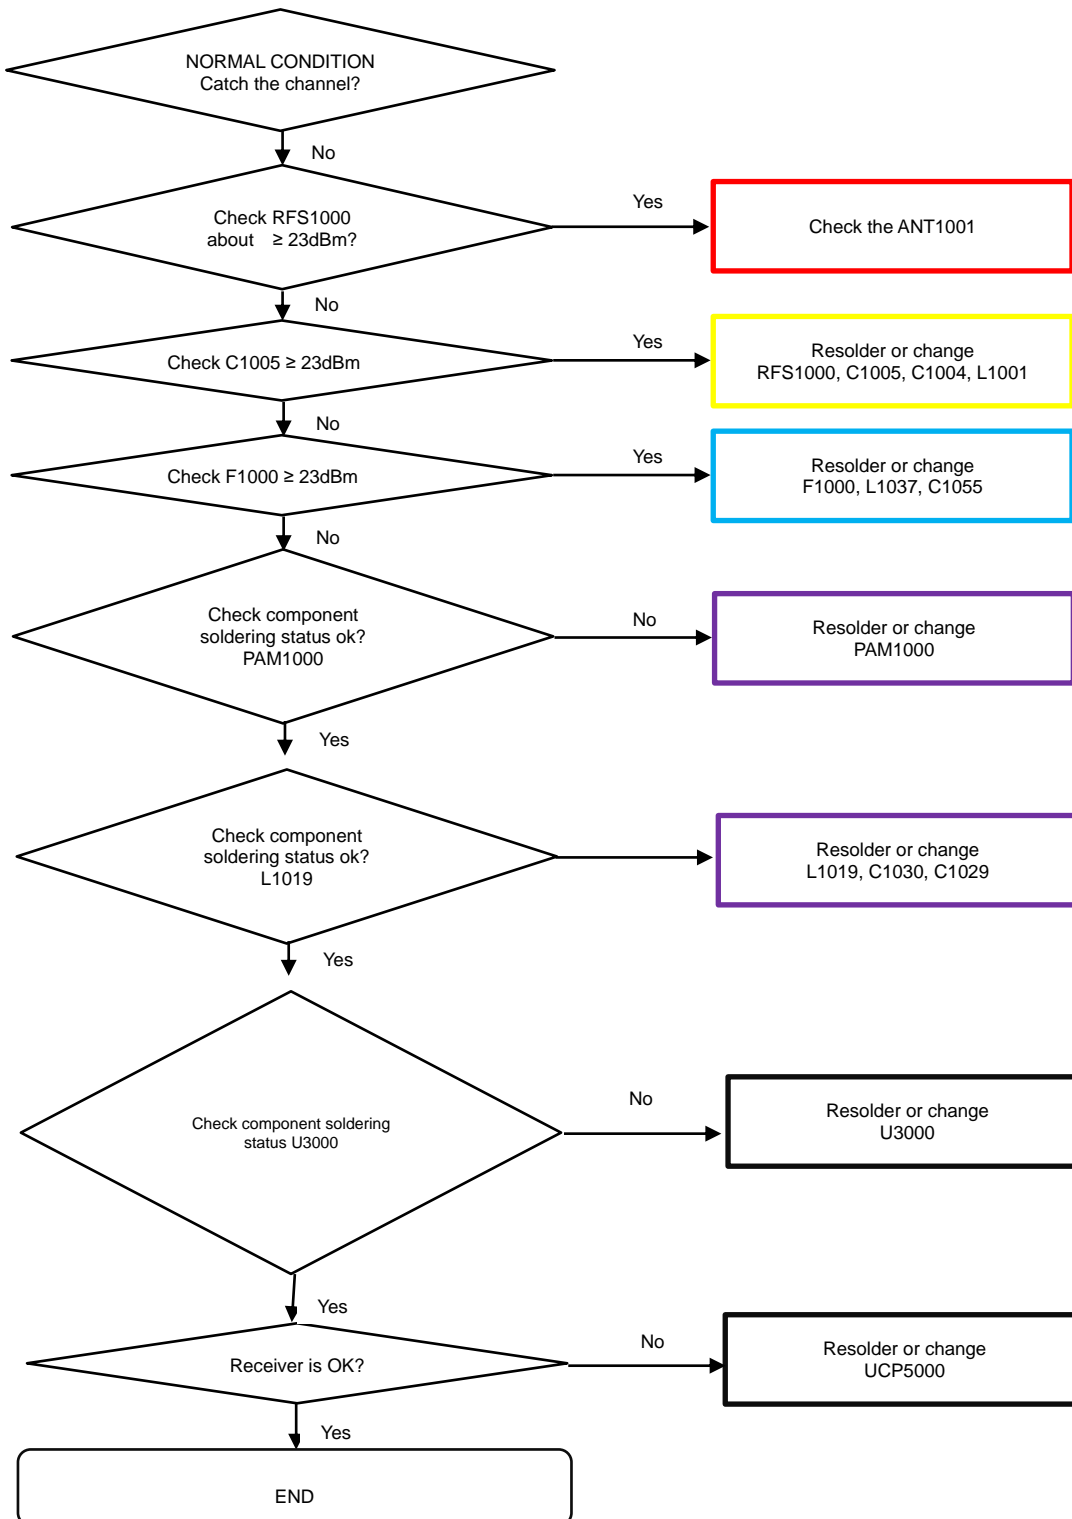 NORMAL CONDITION
Catch the channel?
No
Check RFS1000
about ≥ 23dBm?
Yes
Check the ANT1001
No
Check C1005 ≥ 23dBm
Yes
Resolder or change
RFS1000, C1005, C1004, L1001
No
Check F1000 ≥ 23dBm
Yes
Resolder or change
F1000, L1037, C1055
No
Check component
soldering status ok?
PAM1000
No
Resolder or change
PAM1000
Yes
Check component
soldering status ok?
L1019
Resolder or change
L1019, C1030, C1029
Yes
Check component soldering
status U3000
No
Resolder or change
U3000
Yes
Receiver is OK?
No
Resolder or change
UCP5000
Yes
END